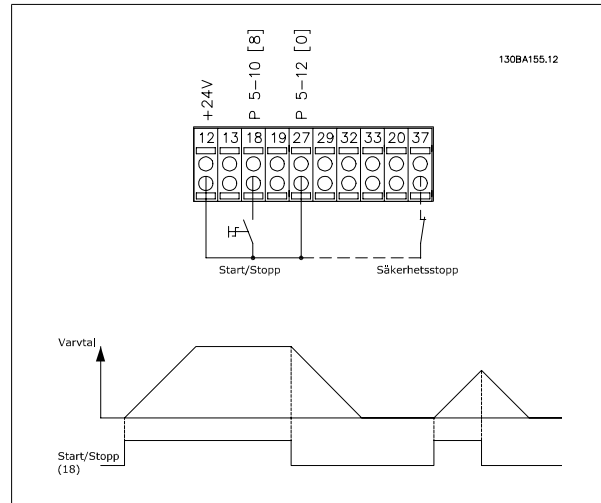 130BA155.12
+24V
P 5-10 [8]
P 5-12 [0]
12 13 18 19 27 29 32 33 20 37
Start/Stopp
Säkerhetsstopp
Varvtal
Start/Stopp
(18)